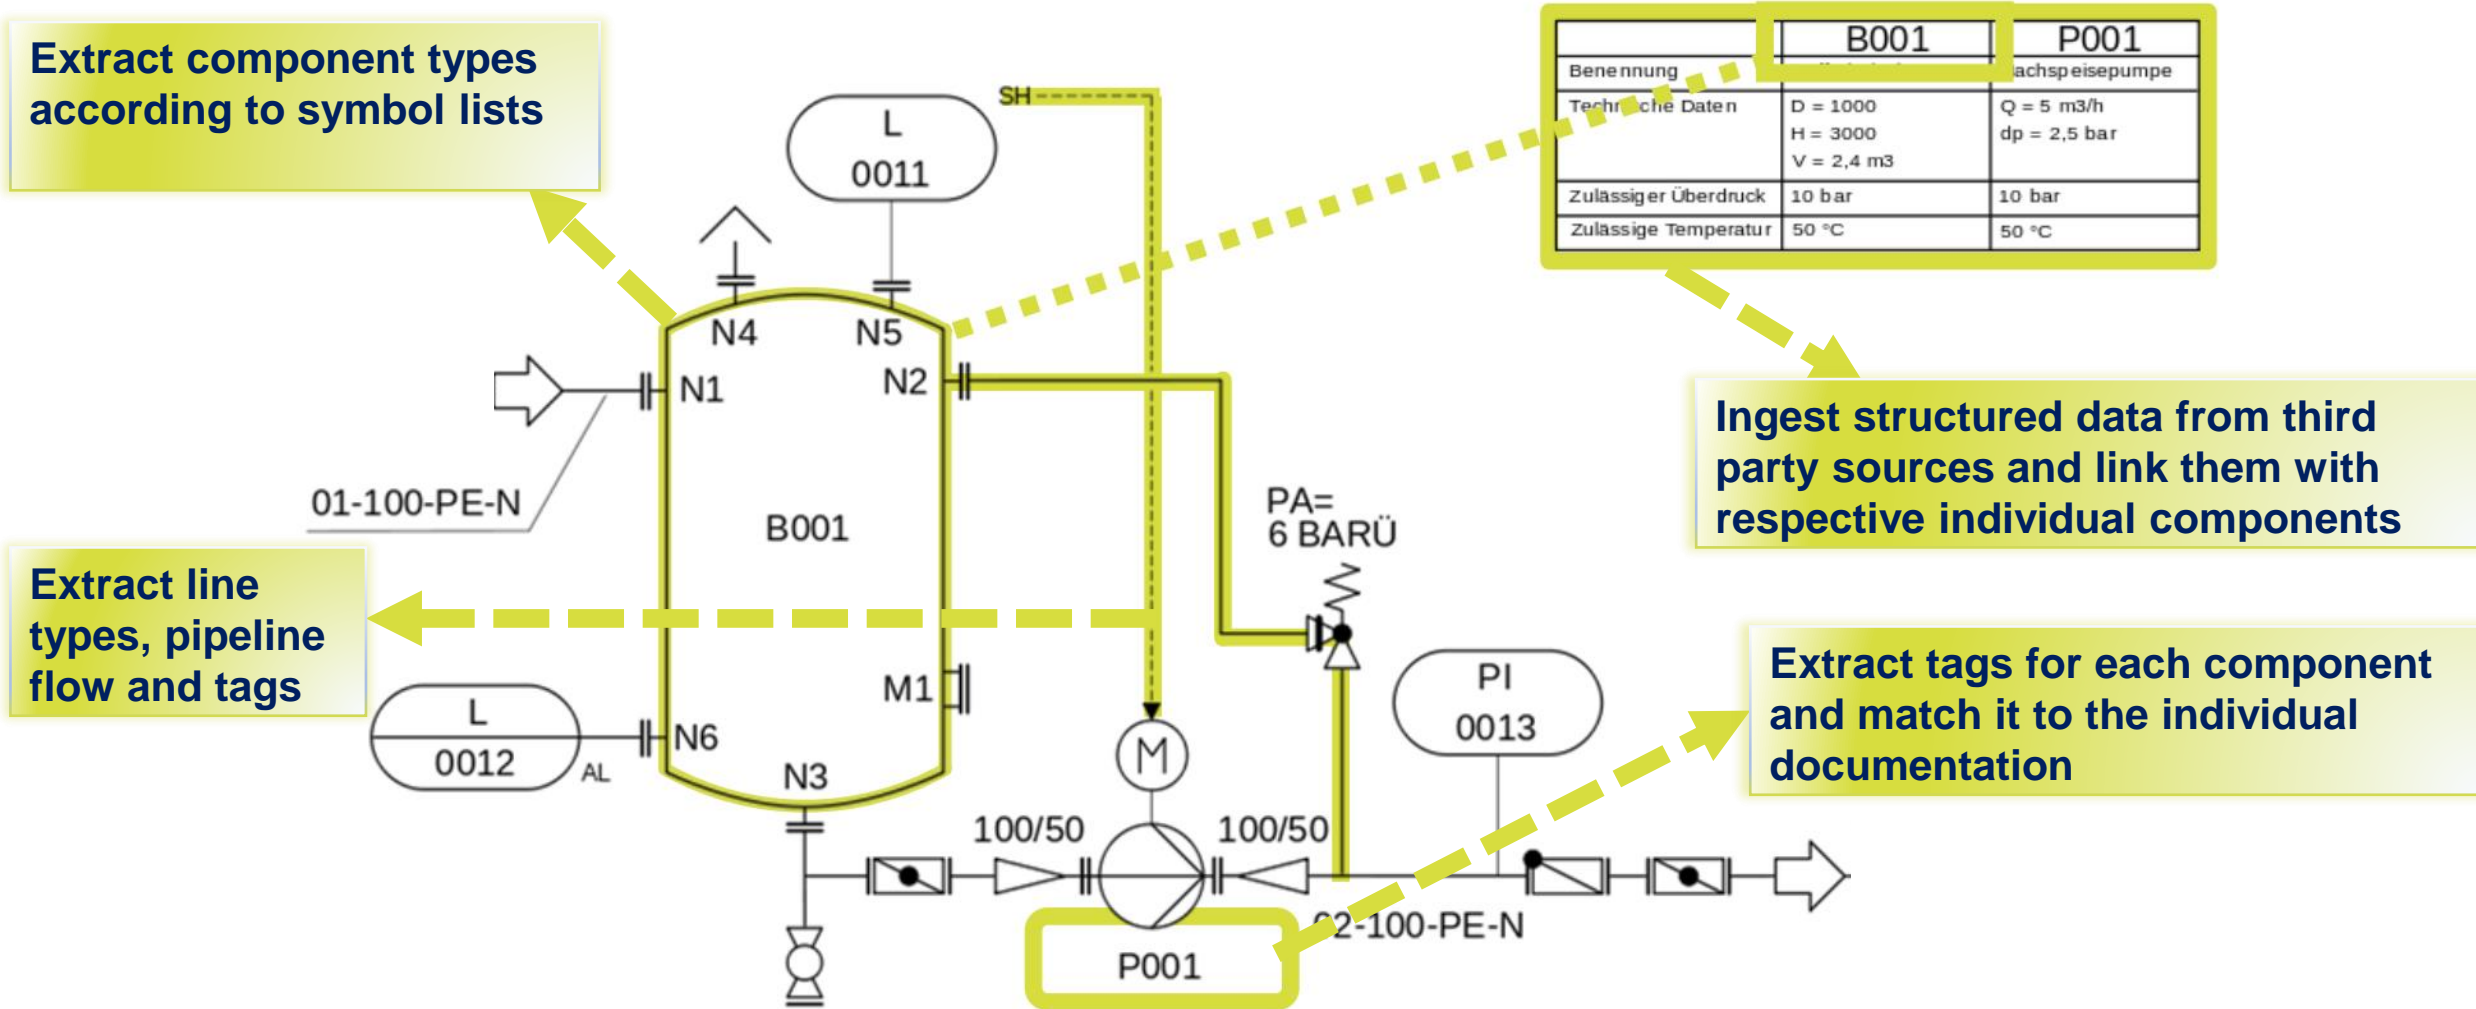 Extract component types
according to symbol lists
B001 P001
Benennung
Technische Daten D = 1000 Q = 5 m3/h
H = 3000 dp = 2,5 bar
V = 2,4 m3
Zulässiger Überdruck 10 bar 10 bar
Zulässige Temperatur 50 °C 50 °C
SH
L
0011
N4 N5
N1 N2
01-100-PE-N
B001
PA=
6 BARÜ
Ingest structured data from third
party sources and link them with
respective individual components
Extract line
types, pipeline
flow and tags
M1
L
0012
AL
N6
N3
M
PI
0013
Extract tags for each component
and match it to the individual
documentation
100/50 100/50
02-100-PE-N
P001